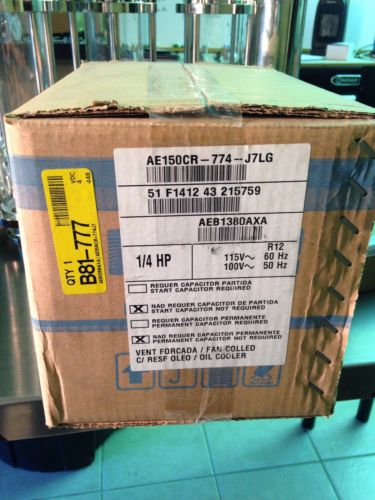 AE150CR-774-J7LG
51 F1412 43 215759
AEB1380AXA
1/4 HP
R12
115V~ 60 Hz
100V~ 50 Hz
REQUER CAPACITOR PARTIDA
START CAPACITOR REQUIRED
X
NAO REQUER CAPACITOR DE PARTIDA
START CAPACITOR NOT REQUIRED
REQUER CAPACITOR PERMANENTE
PERMANENT CAPACITOR REQUIRED
X
NAO REQUER CAPACITOR PERMANENTE
PERMANENT CAPACITOR NOT REQUIRED
VENT FORCADA / FAN COLLED
C/ RESF OLEO / OIL COOLER
VDC
4
448
QTY 1
B81-777